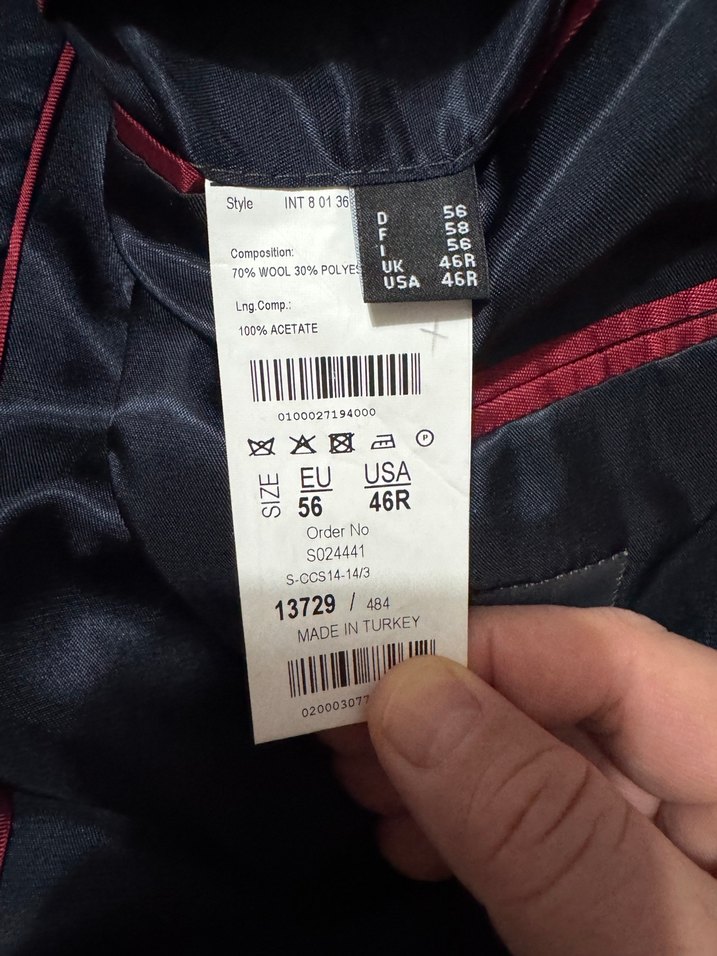 Style INT 8 01 36
Composition:
70% WOOL 30% POLYES
Lng.Comp.:
100% ACETATE
0100027194000
P
SIZE
EU USA
56 46R
Order No
S024441
S-CCS14-14/3
13729 / 484
MADE IN TURKEY
020003077
D 56
F 58
I 56
UK 46R
USA 46R